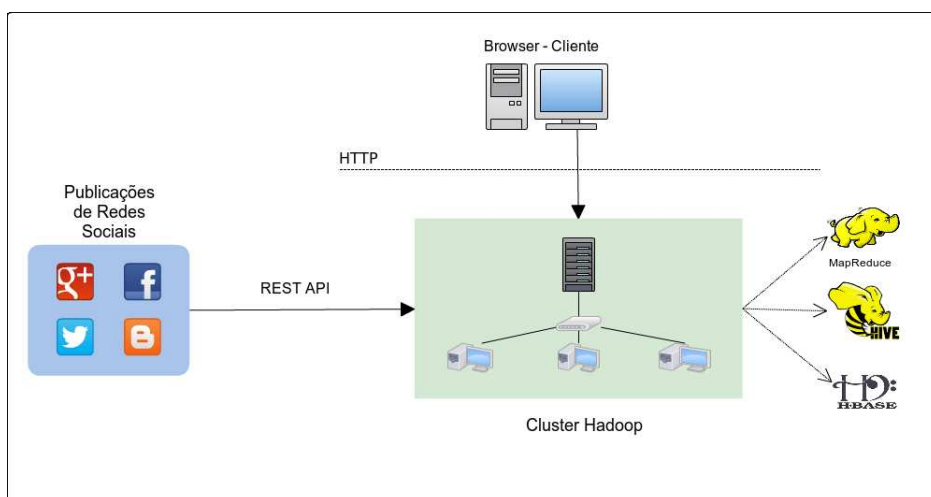 Browser - Cliente
HTTP
Publicações
de Redes
Sociais
g+
f
REST API
MapReduce
HIVE
HBASE
Cluster Hadoop